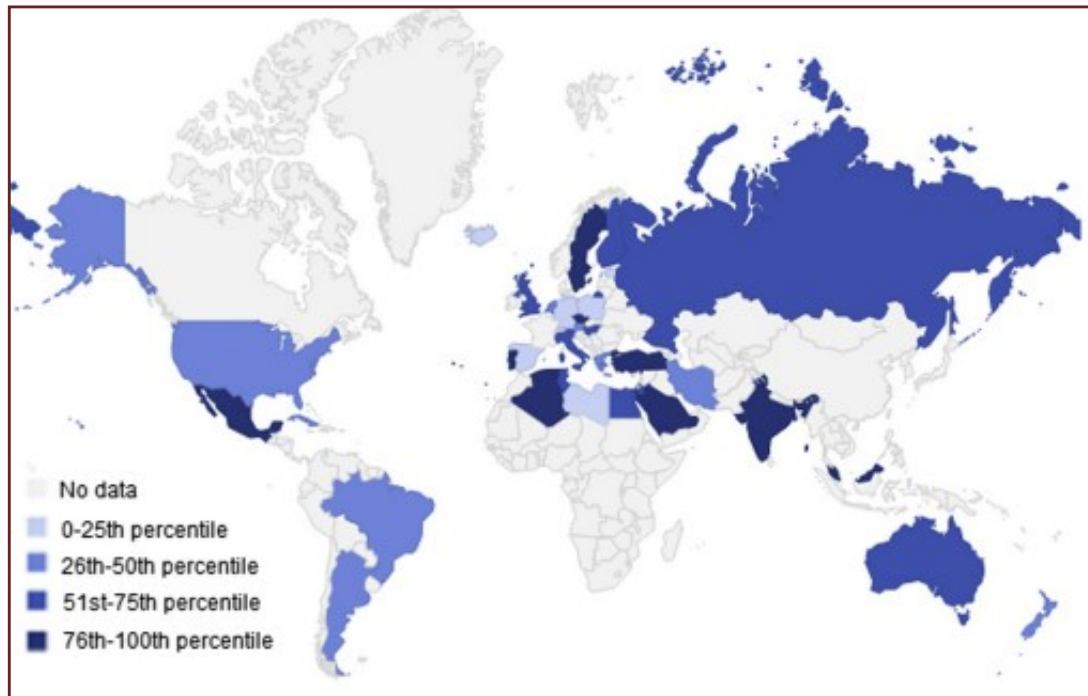 No data
0-25th percentile
26th-50th percentile
51st-75th percentile
76th-100th percentile